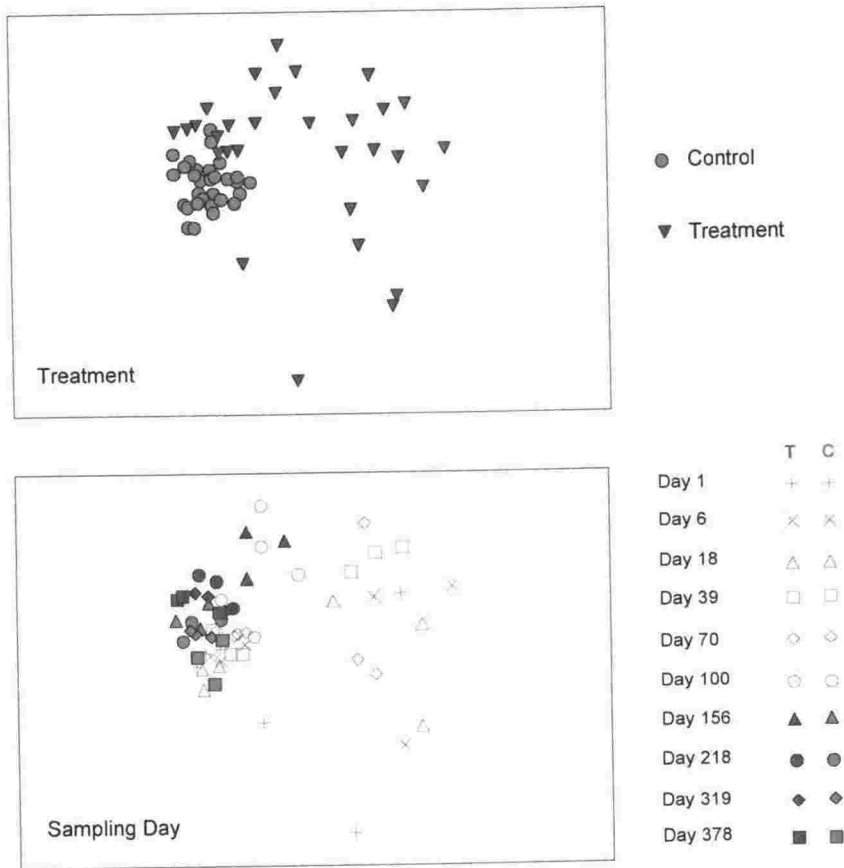 Control
Treatment
Treatment
T C
Day 1
Day 6
Day 18
Day 39
Day 70
Day 100
Day 156
Day 218
Day 319
Day 378
Sampling Day